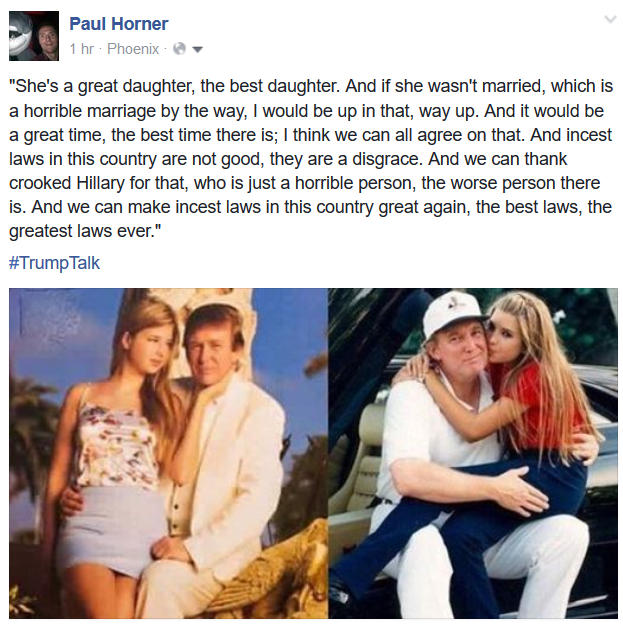 Paul Horner
1 hr · Phoenix ·
"She's a great daughter, the best daughter. And if she wasn't married, which is
a horrible marriage by the way, I would be up in that, way up. And it would be
a great time, the best time there is; I think we can all agree on that. And incest
laws in this country are not good, they are a disgrace. And we can thank
crooked Hillary for that, who is just a horrible person, the worse person there
is. And we can make incest laws in this country great again, the best laws, the
greatest laws ever."
#TrumpTalk